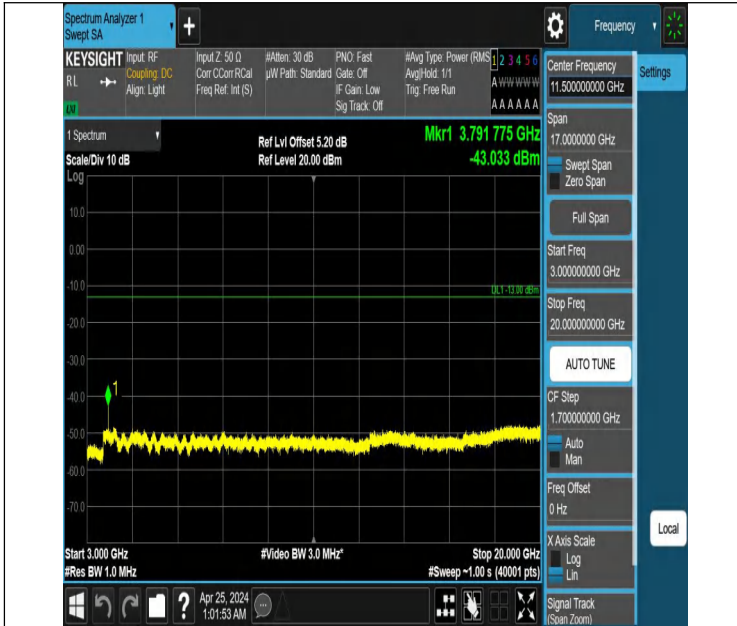 Spectrum Analyzer 1
Swept SA
Frequency
KEYSIGHT
RL
Input: RF
Coupling: DC
Align: Light
Input Z: 50 Ω
Corr CCorr RCal
Freq Ref: Int (S)
#Atten: 30 dB
µW Path: Standard
PNO: Fast
Gate: Off
IF Gain: Low
Sig Track: Off
#Avg Type: Power (RMS
Avg|Hold: 1/1
Trig: Free Run
1 2 3 4 5 6
A W W W W W
A A A A A A
1 Spectrum
Scale/Div 10 dB
Ref Lvl Offset 5.20 dB
Ref Level 20.00 dBm
Mkr1 3.791 775 GHz
-43.033 dBm
Log
10.0
0.00
-10.0
-20.0
-30.0
-40.0
-50.0
-60.0
-70.0
DL1 -13.00 dBm
1
Start 3.000 GHz
#Res BW 1.0 MHz
#Video BW 3.0 MHz*
Stop 20.000 GHz
#Sweep ~1.00 s (40001 pts)
Center Frequency
11.500000000 GHz
Settings
Span
17.0000000 GHz
Swept Span
Zero Span
Full Span
Start Freq
3.000000000 GHz
Stop Freq
20.000000000 GHz
AUTO TUNE
CF Step
1.700000000 GHz
Auto
Man
Freq Offset
0 Hz
X Axis Scale
Log
Lin
Signal Track
(Span Zoom)
Local
?
Apr 25, 2024
1:01:53 AM